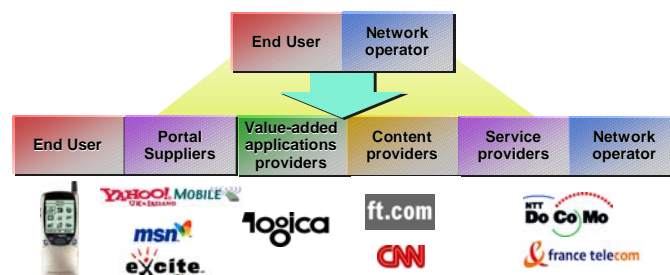 End User
Network
operator
End User
Portal
Suppliers
Value-added
applications
providers
Content
providers
Service
providers
Network
operator
YAHOO! MOBILE
UK & IRELAND
msn
excite
logica
ft.com
CNN
NTT
DoCoMo
france telecom